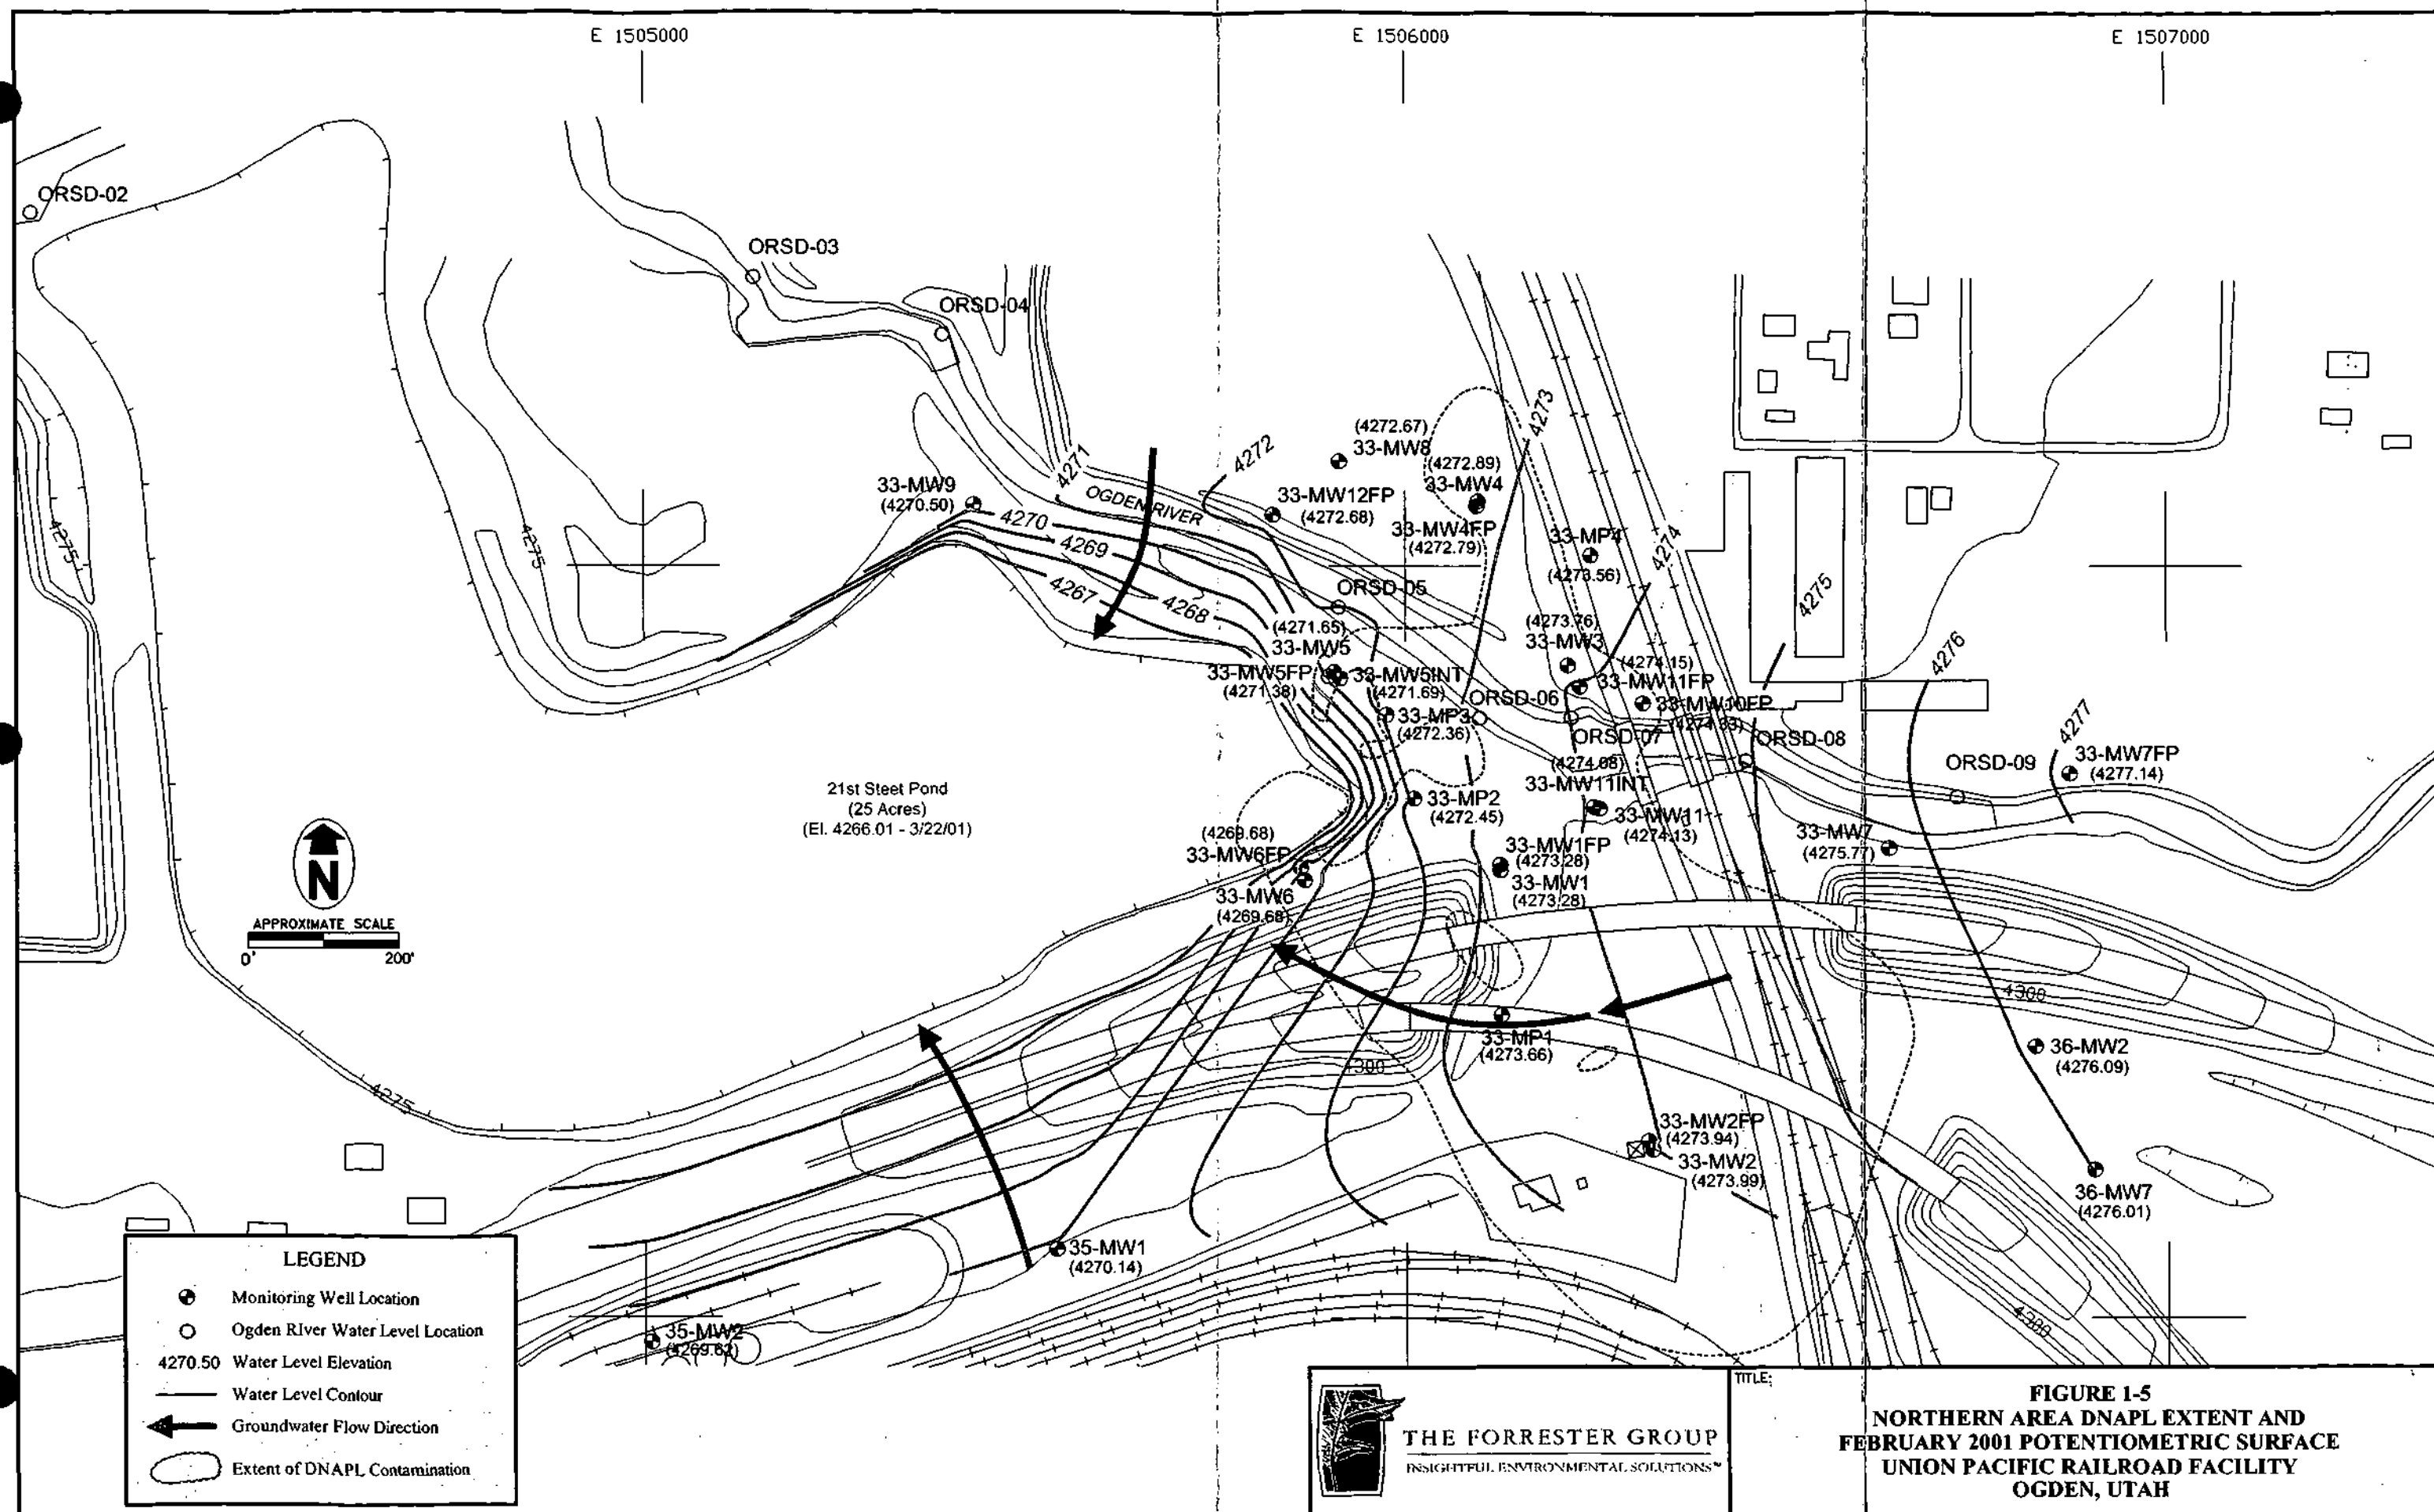 E 1505000
E 1506000
E 1507000
ORSD-02
ORSD-03
ORSD-04
4271
4272
(4272.67)
33-MW8
4273
(4272.89)
33-MW4
33-MW9
(4270.50)
OGDEN RIVER
33-MW12FP
(4272.68)
33-MW4FP
(4272.79)
33-MP4
(4273.56)
4274
4275
4275
4275
4270
4269
4267
4268
ORSD-05
(4271.65)
33-MW5
33-MW5FP
(4271.38)
33-MW5INT
(4271.69)
33-MP3
(4272.36)
(4273.76)
33-MW3
(4274.15)
33-MW11FP
33-MW10FP
(4274.33)
ORSD-06
ORSD-07
ORSD-08
4276
4277
ORSD-09
33-MW7FP
(4277.14)
(4274.08)
33-MW11INT
33-MW11
(4274.13)
33-MP2
(4272.45)
33-MW7
(4275.77)
21st Steet Pond
(25 Acres)
(El. 4266.01 - 3/22/01)
(4269.68)
33-MW6FP
33-MW6
(4269.68)
33-MW1FP
(4273.28)
33-MW1
(4273.28)
N
APPROXIMATE SCALE
0'
200'
4300
33-MP1
(4273.66)
4300
36-MW2
(4276.09)
4275
33-MW2FP
(4273.94)
33-MW2
(4273.99)
36-MW7
(4276.01)
35-MW1
(4270.14)
35-MW2
(4269.62)
4300
LEGEND
Monitoring Well Location
Ogden River Water Level Location
4270.50 Water Level Elevation
Water Level Contour
Groundwater Flow Direction
Extent of DNAPL Contamination
THE FORRESTER GROUP
INSIGHTFUL ENVIRONMENTAL SOLUTIONS™
TITLE:
FIGURE 1-5
NORTHERN AREA DNAPL EXTENT AND
FEBRUARY 2001 POTENTIOMETRIC SURFACE
UNION PACIFIC RAILROAD FACILITY
OGDEN, UTAH